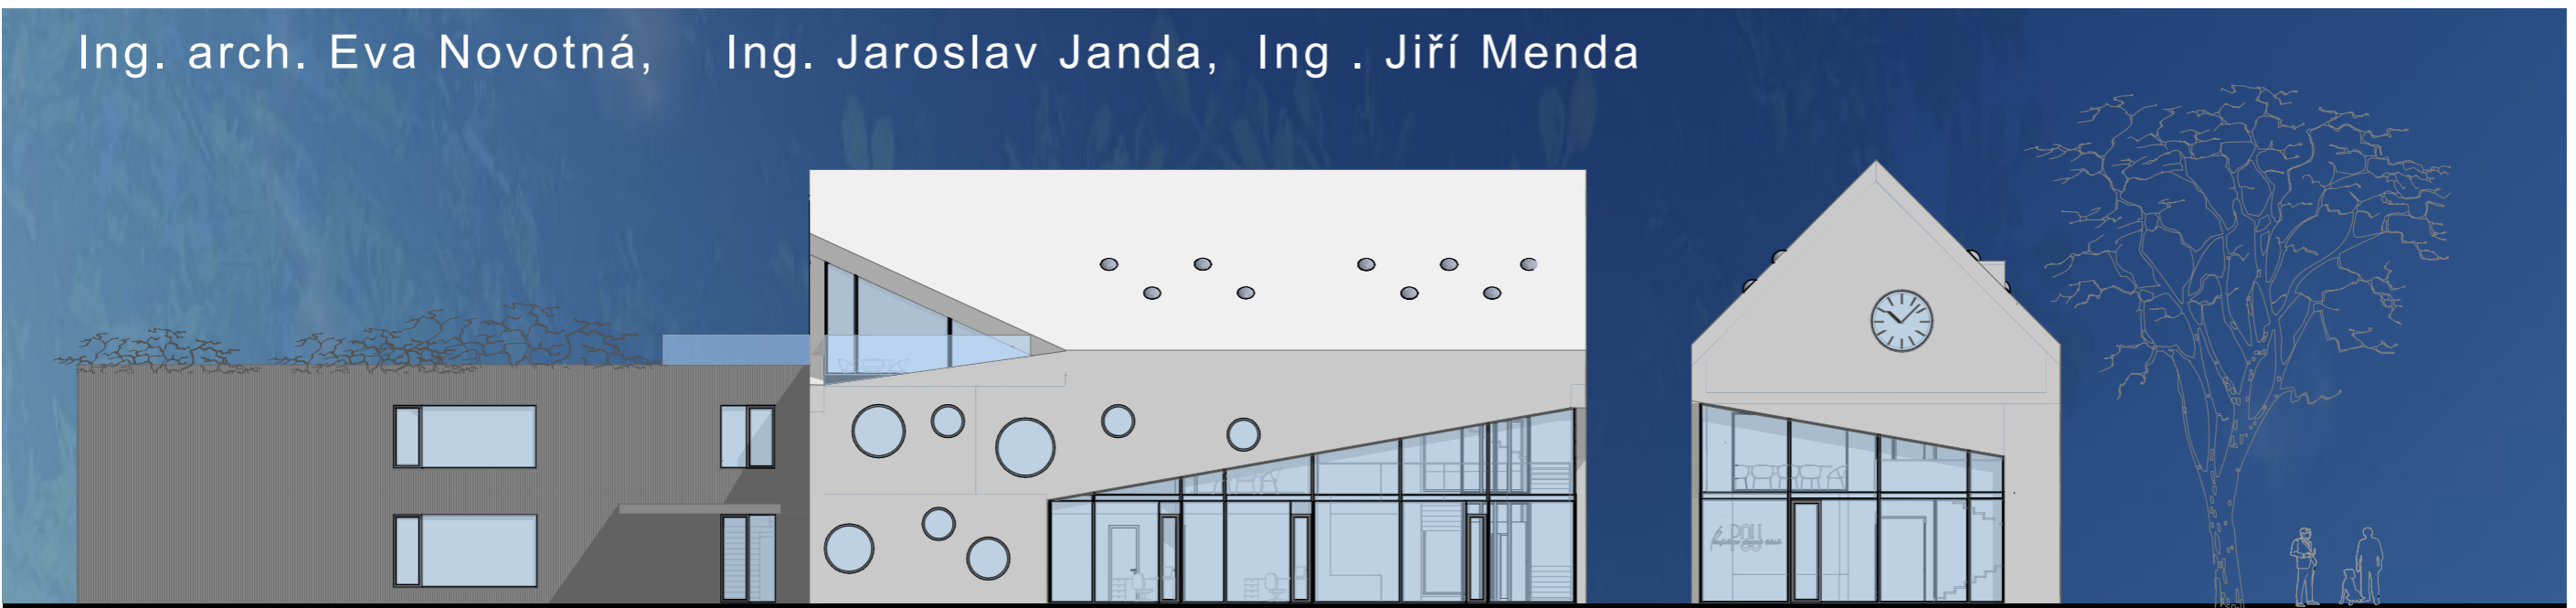 Ing. arch. Eva Novotná, Ing. Jaroslav Janda, Ing . Jiří Menda